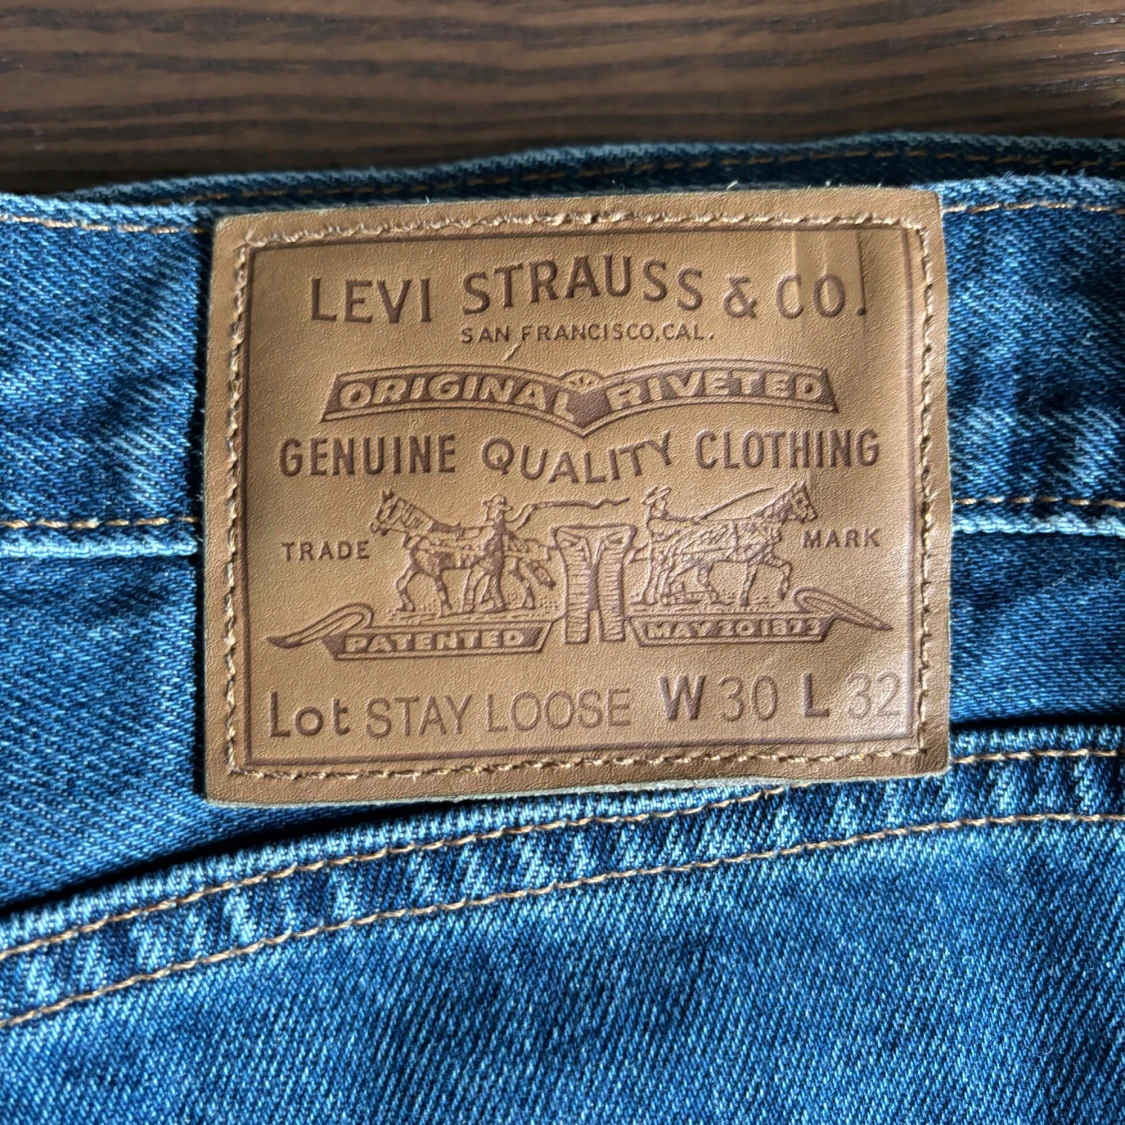 LEVI STRAUSS & CO.
SAN FRANCISCO, CAL.
ORIGINAL RIVETED
GENUINE QUALITY CLOTHING
TRADE MARK
PATENTED MAY 20 1873
Lot STAY LOOSE W 30 L 32